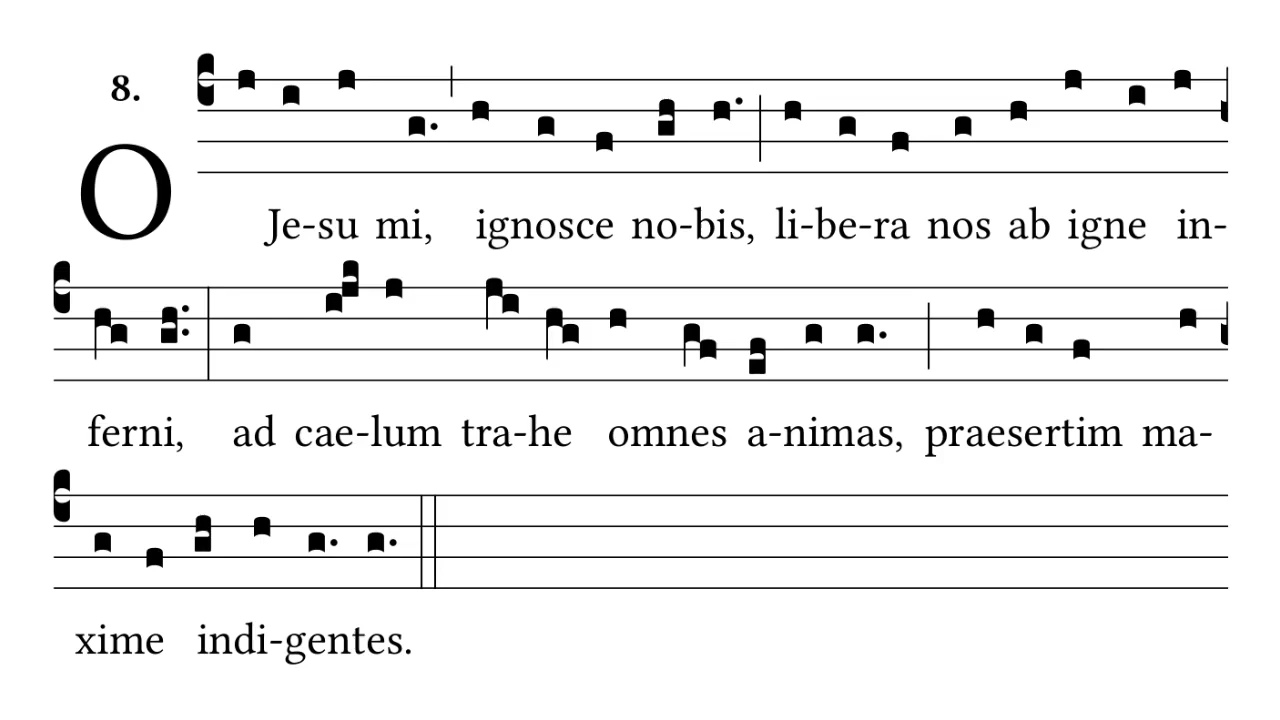 8.
O Je-su mi, ignosce no-bis, li-be-ra nos ab igne in-
ferni, ad cae-lum tra-he omnes a-nimas, praesertim ma-
xime indi-gentes.